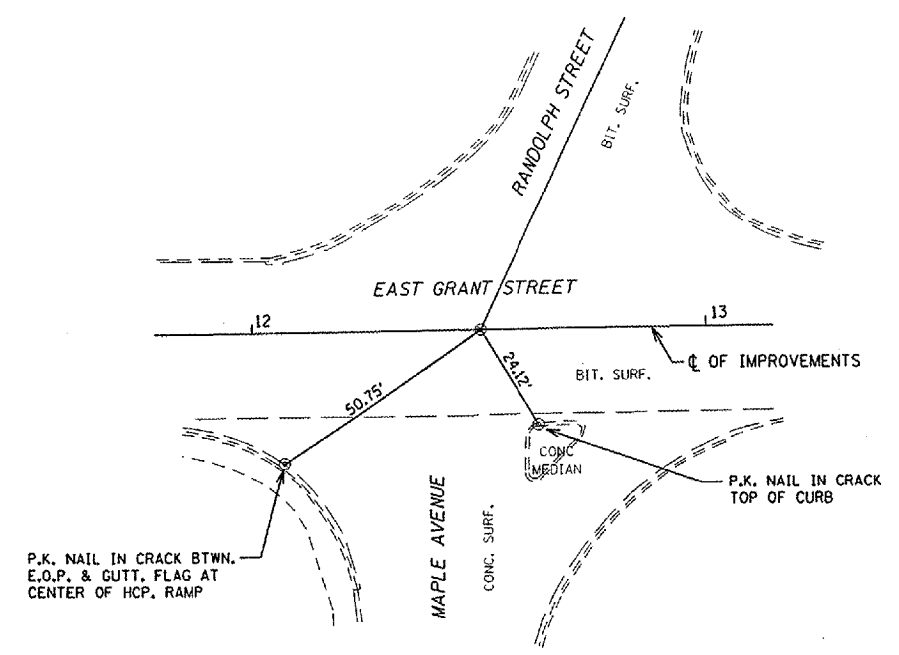 RANDOLPH STREET
BIT. SURF.
EAST GRANT STREET
12
13
℄ OF IMPROVEMENTS
24.12'
BIT. SURF.
50.75'
CONC
MEDIAN
P.K. NAIL IN CRACK
TOP OF CURB
MAPLE AVENUE
CONC. SURF.
P.K. NAIL IN CRACK BTWN.
E.O.P. & GUTT. FLAG AT
CENTER OF HCP. RAMP